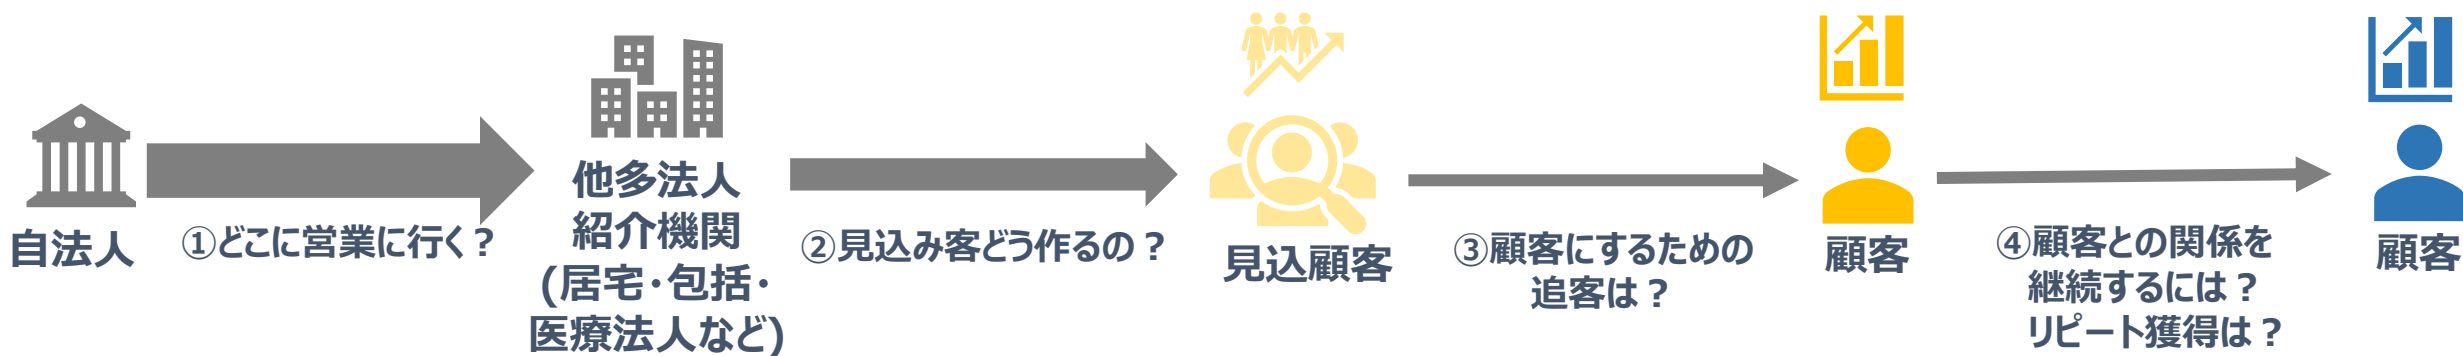 自法人
①どこに営業に行く？
他多法人
紹介機関
(居宅・包括・
医療法人など)
②見込み客どう作るの？
見込顧客
③顧客にするための
追客は？
顧客
④顧客との関係を
継続するには？
リピート獲得は？
顧客